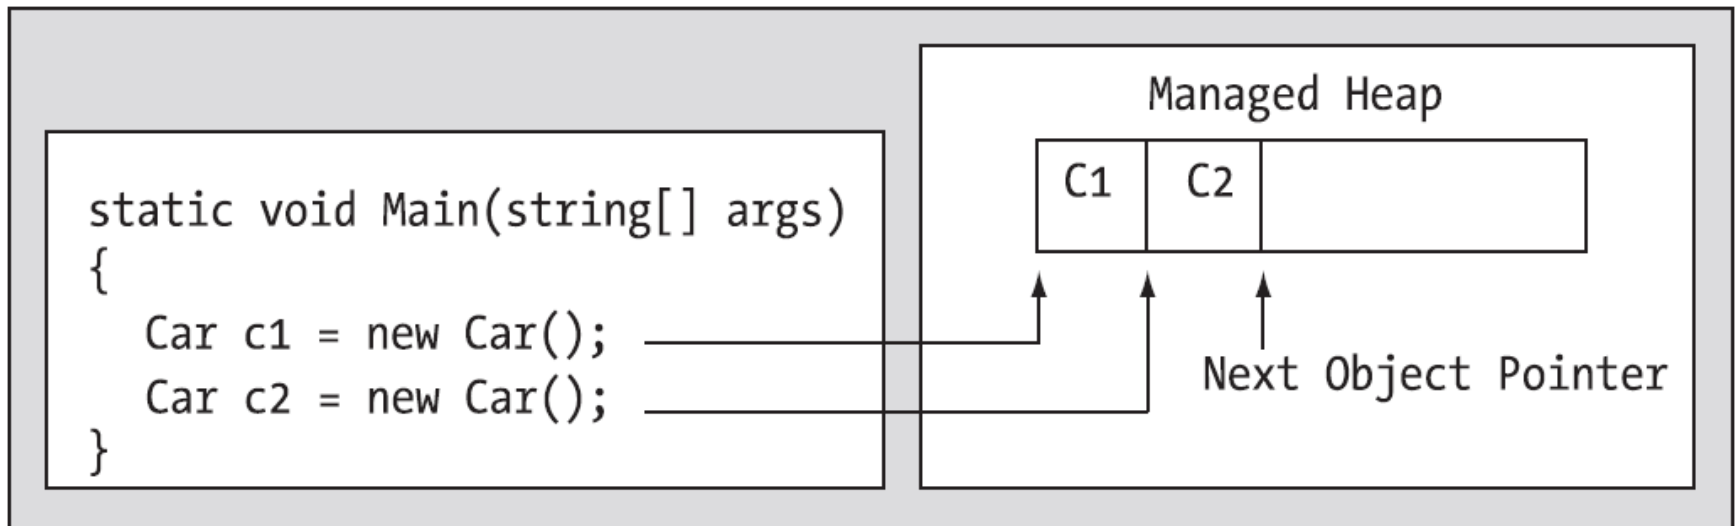 static void Main(string[] args)
{
Car c1 = new Car();
Car c2 = new Car();
}
Managed Heap
C1
C2
Next Object Pointer